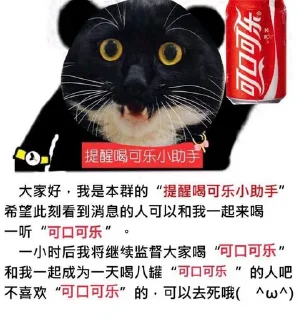 可口可乐
提醒喝可乐小助手
大家好，我是本群的“提醒喝可乐小助手”
希望此刻看到消息的人可以和我一起来喝
一听“可口可乐”。
一小时后我将继续监督大家喝“可口可乐”
和我一起成为一天喝八罐“可口可乐”的人吧
不喜欢“可口可乐”的，可以去死哦( ^ω^)